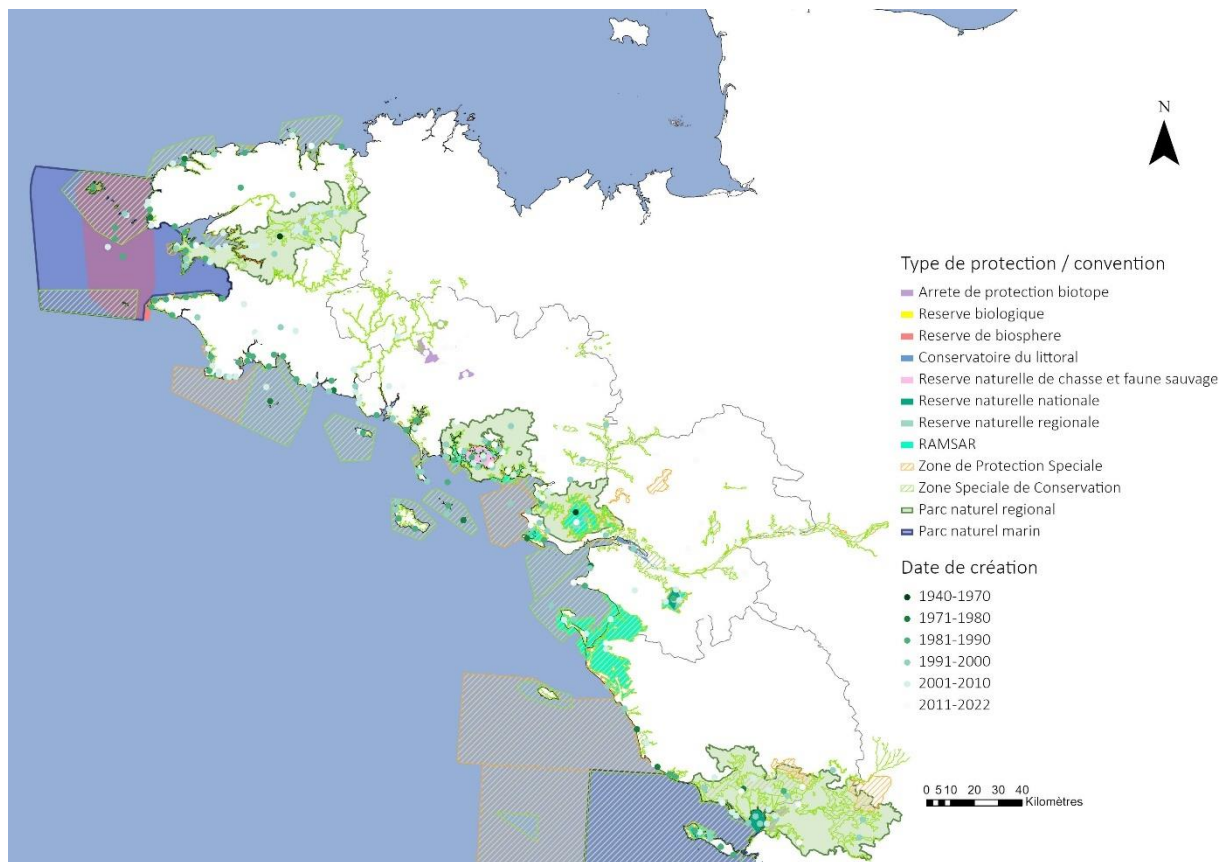 N
Type de protection / convention
Arrete de protection biotope
Reserve biologique
Reserve de biosphere
Conservatoire du littoral
Reserve naturelle de chasse et faune sauvage
Reserve naturelle nationale
Reserve naturelle regionale
RAMSAR
Zone de Protection Speciale
Zone Speciale de Conservation
Parc naturel regional
Parc naturel marin
Date de création
1940-1970
1971-1980
1981-1990
1991-2000
2001-2010
2011-2022
0 5 10 20 30 40
Kilomètres